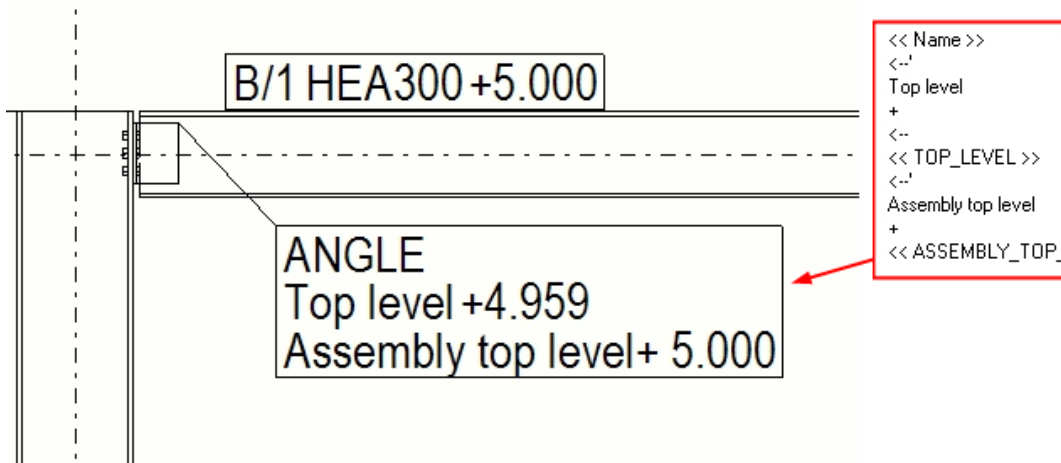 B/1 HEA300 +5.000
ANGLE
Top level +4.959
Assembly top level+ 5.000
<< Name >>
<--'
Top level
+
<--
<< TOP_LEVEL >>
<--'
Assembly top level
+
<< ASSEMBLY_TOP_